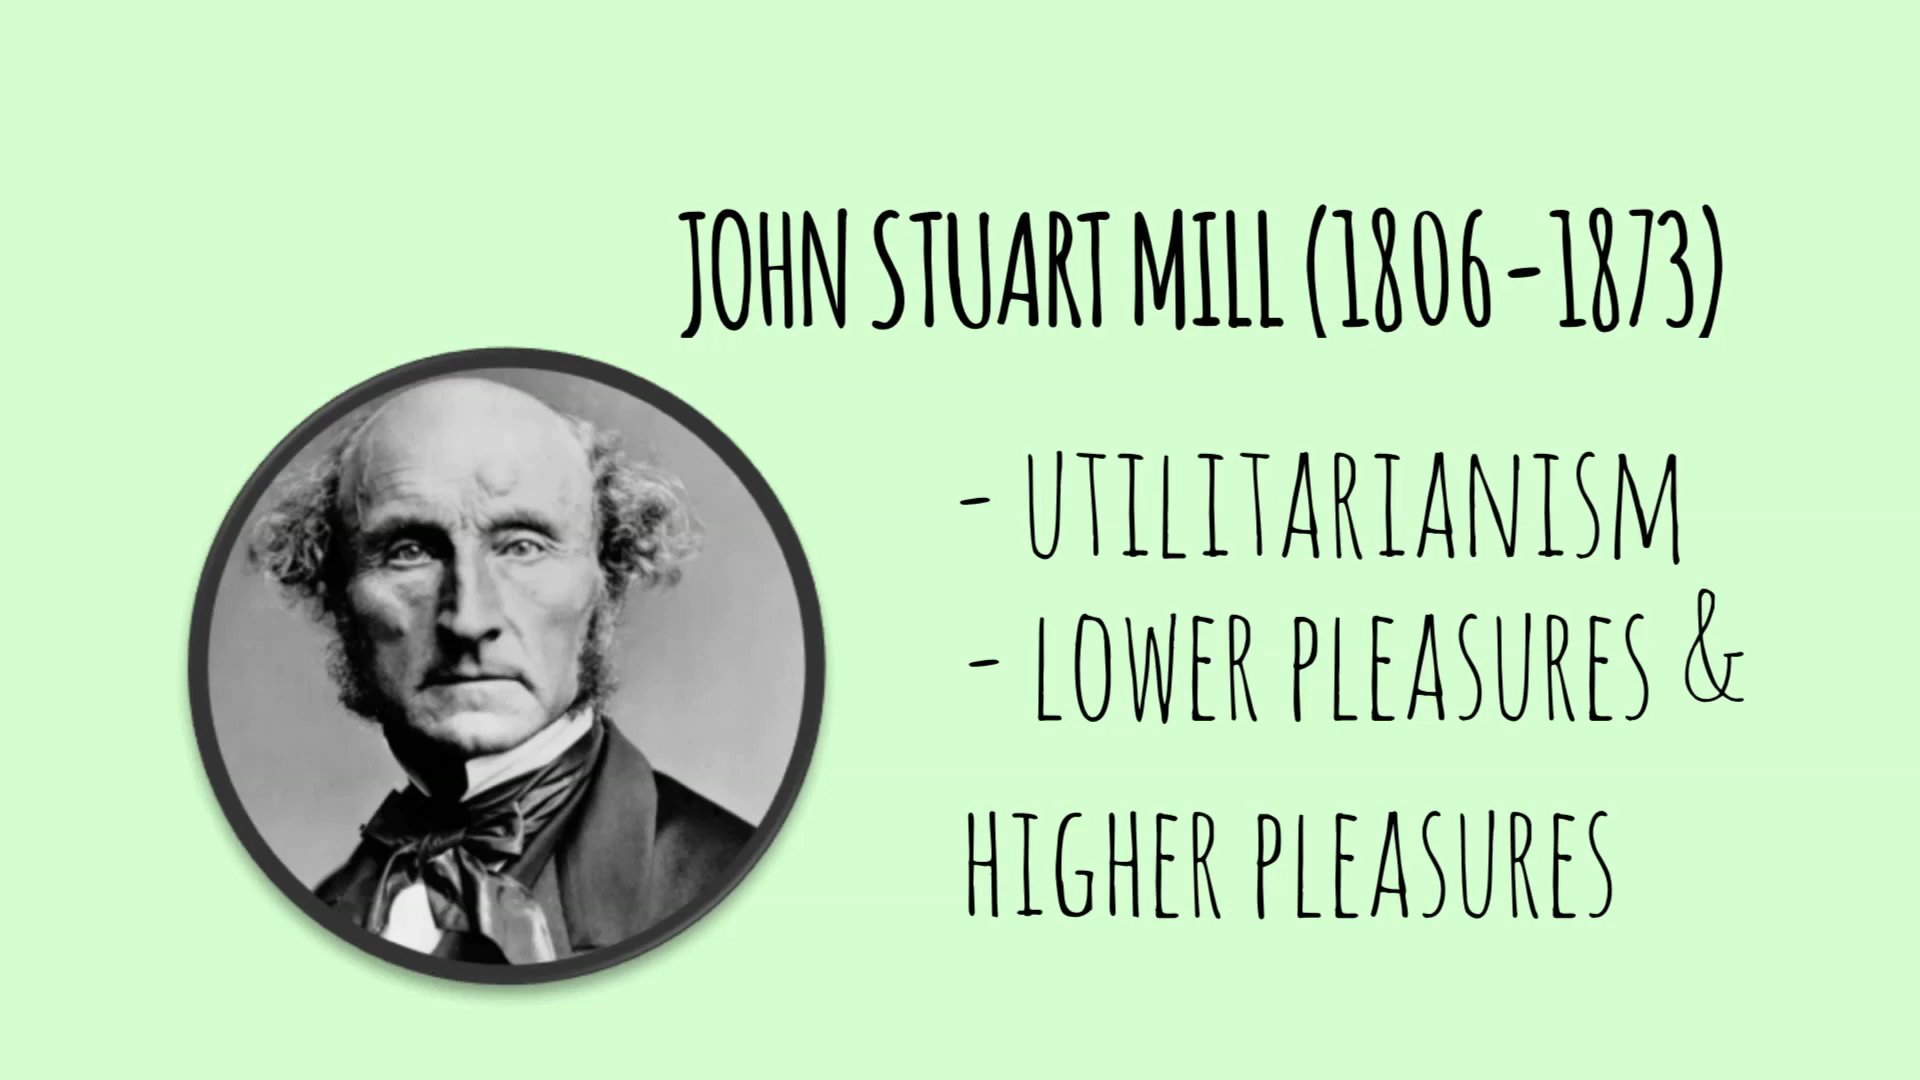 JOHN STUART MILL (1806-1873)
- UTILITARIANISM
- LOWER PLEASURES &
HIGHER PLEASURES